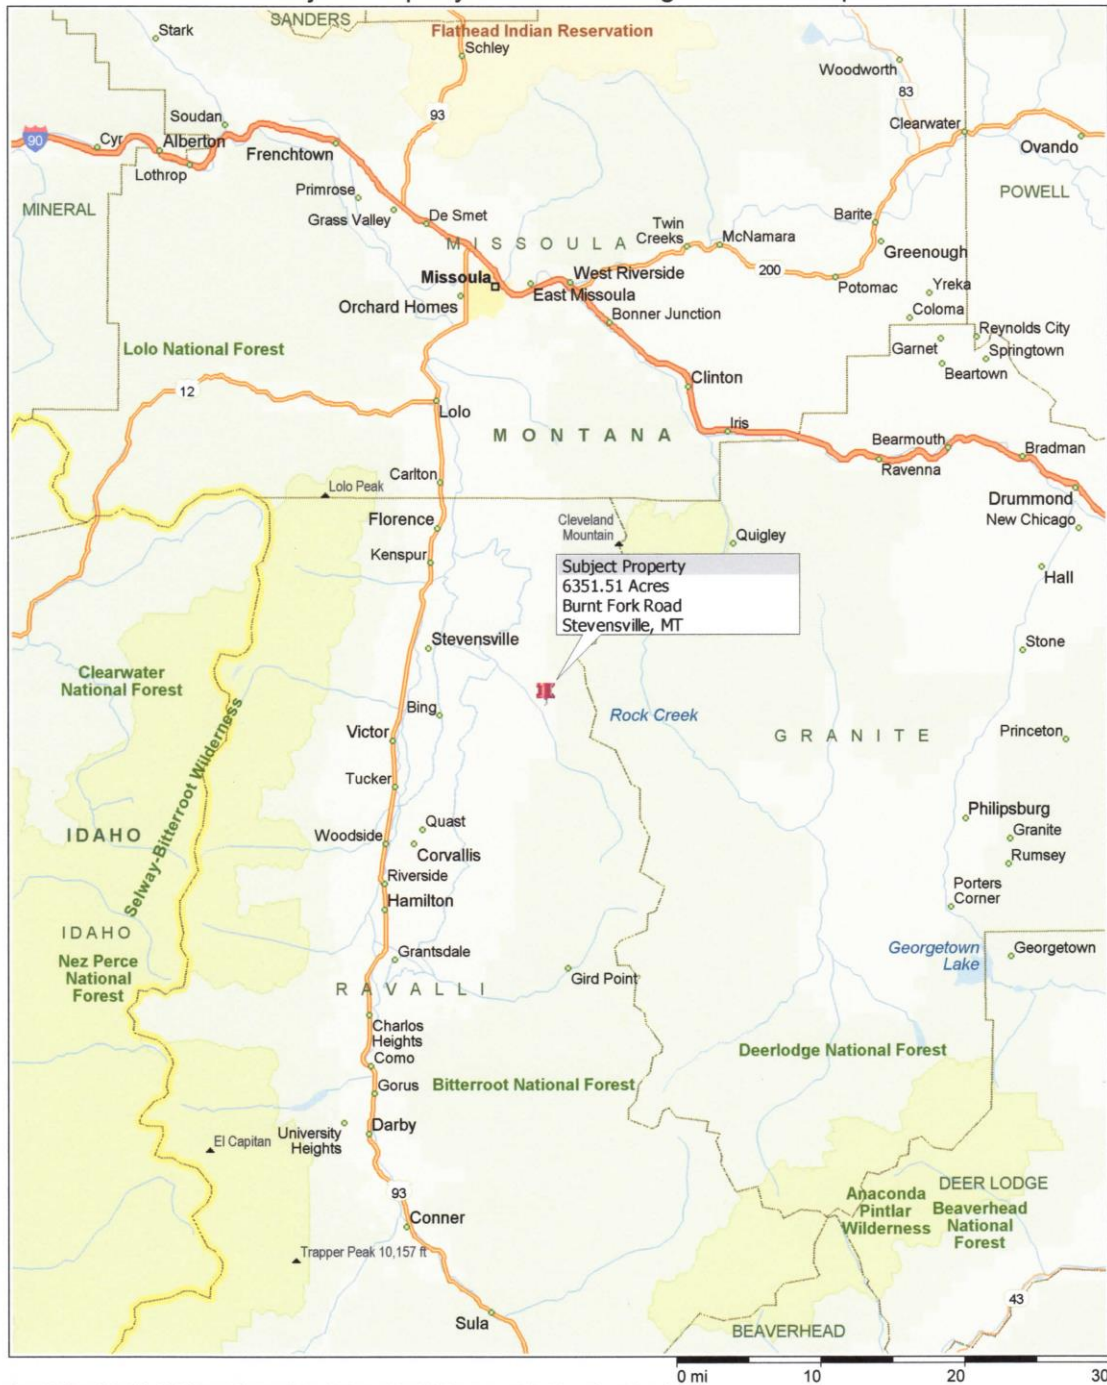 SANDERS
Stark
Flathead Indian Reservation
Schley
Woodworth
83
93
Soudan
Clearwater
90
Cyr
Alberton
Ovando
Frenchtown
Lothrop
Primrose
POWELL
MINERAL
Grass Valley
De Smet
Barite
Twin
Creeks
McNamara
MISSOULA
Greenough
Missoula
West Riverside
200
Potomac
East Missoula
Yreka
Orchard Homes
Coloma
Bonner Junction
Reynolds City
Lolo National Forest
Garnet
Springtown
Beartown
12
Clinton
Lolo
Iris
MONTANA
Bearmouth
Bradman
Ravenna
Carlton
Lolo Peak
Drummond
Florence
Cleveland
Mountain
New Chicago
Quigley
Kenspur
Subject Property
6351.51 Acres
Burnt Fork Road
Stevensville, MT
Hall
Stevensville
Stone
Clearwater
National Forest
Bing
Rock Creek
Victor
GRANITE
Princeton
Selway-Bitterroot Wilderness
Tucker
Philipsburg
Quast
Granite
IDAHO
Woodside
Corvallis
Rumsey
Riverside
Porters
Corner
Hamilton
IDAHO
Georgetown
Lake
Georgetown
Nez Perce
National
Forest
Grantsdale
Gird Point
RAVALLI
Charlos
Heights
Como
Deerlodge National Forest
Gorus
Bitterroot National Forest
University
Heights
Darby
El Capitan
DEER LODGE
93
Anaconda
Pintlar
Wilderness
Beaverhead
National
Forest
Conner
Trapper Peak 10,157 ft
43
Sula
BEAVERHEAD
0 mi 10 20 30